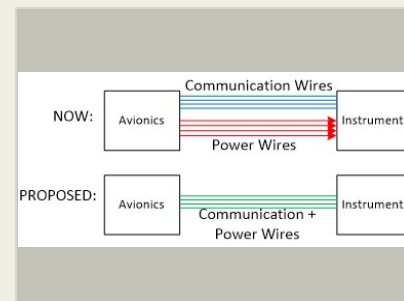 Communication Wires
NOW:
Avionics
Instrument
Power Wires
PROPOSED:
Avionics
Instrument
Communication +
Power Wires